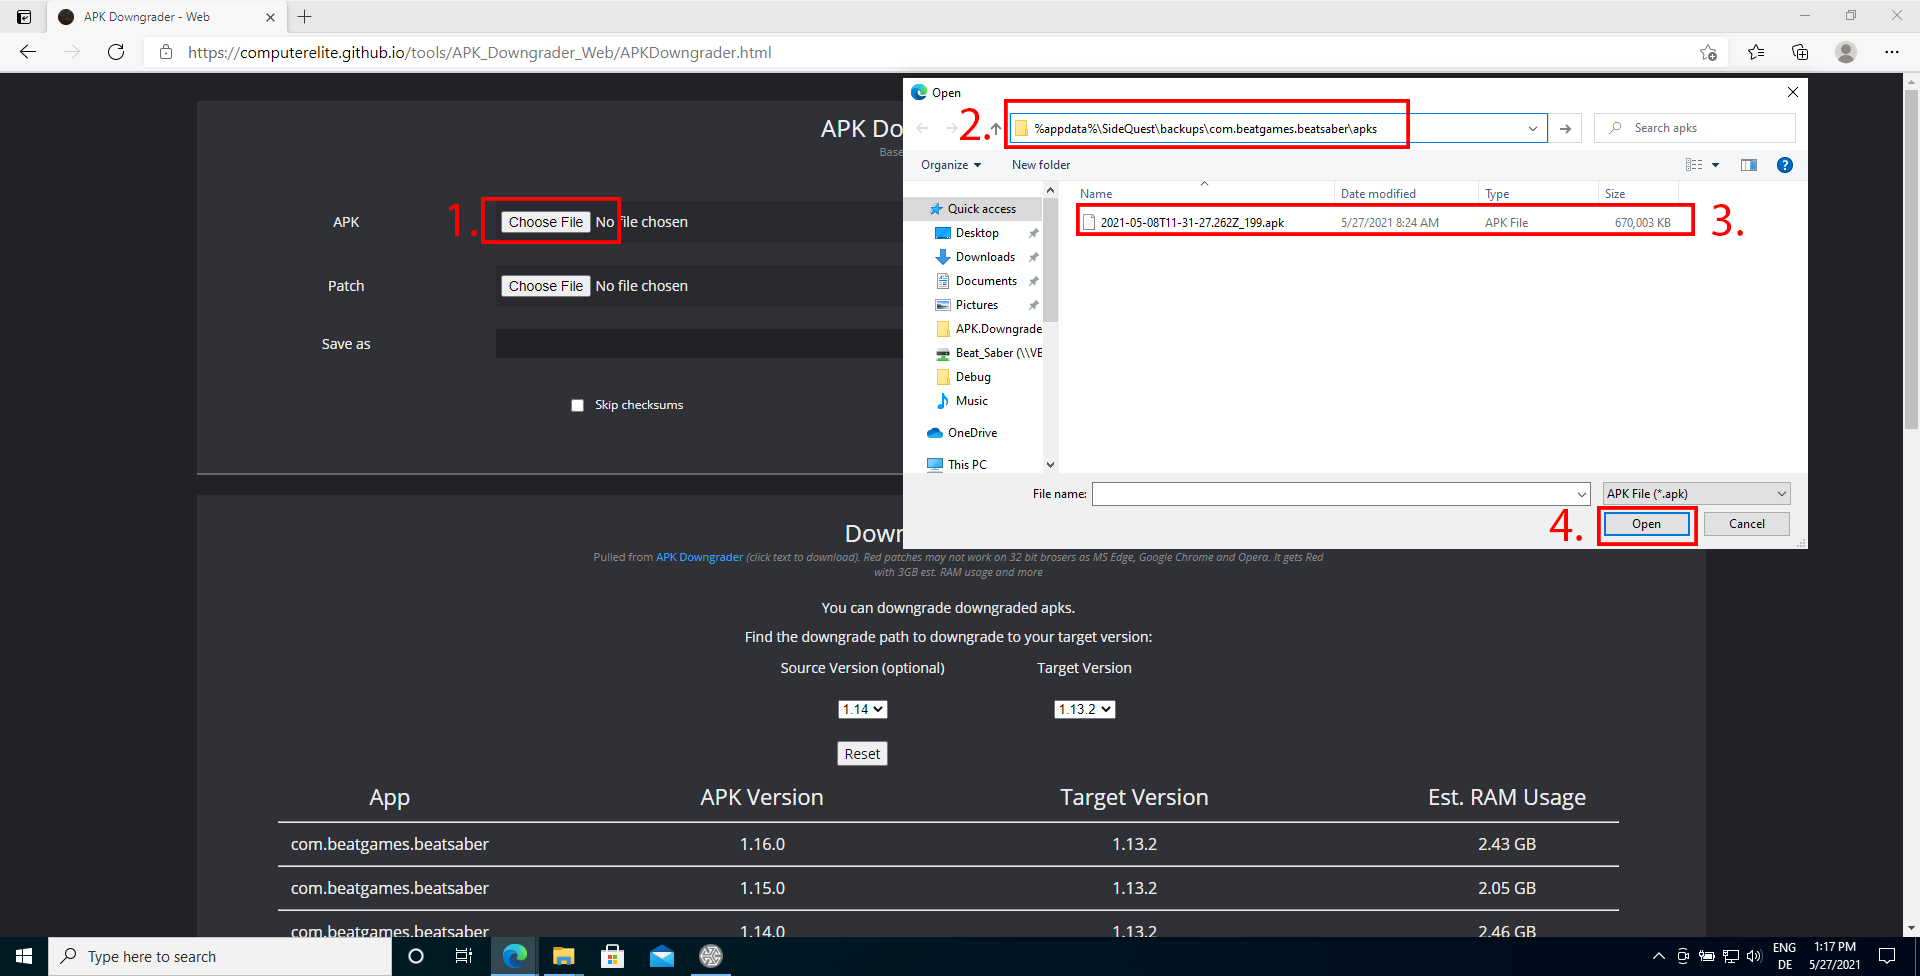 APK Downgrader - Web
https://computerelite.github.io/tools/APK_Downgrader_Web/APKDowngrader.html
APK Do
Base
APK
1.
Choose File No file chosen
Patch
Choose File No file chosen
Save as
Skip checksums
Open
2.
%appdata%\SideQuest\backups\com.beatgames.beatsaber\apks
Search apks
Organize
New folder
Name
Date modified
Type
Size
Quick access
Desktop
Downloads
Documents
Pictures
APK.Downgrade
Beat_Saber (\\VE
Debug
Music
OneDrive
This PC
2021-05-08T11-31-27.262Z_199.apk
5/27/2021 8:24 AM
APK File
670,003 KB
3.
File name:
APK File (*.apk)
4.
Open
Cancel
Down
Pulled from APK Downgrader (click text to download). Red patches may not work on 32 bit brosers as MS Edge, Google Chrome and Opera. It gets Red
with 3GB est. RAM usage and more
You can downgrade downgraded apks.
Find the downgrade path to downgrade to your target version:
Source Version (optional) Target Version
1.14 1.13.2
Reset
App APK Version Target Version Est. RAM Usage
com.beatgames.beatsaber 1.16.0 1.13.2 2.43 GB
com.beatgames.beatsaber 1.15.0 1.13.2 2.05 GB
com.beatgames.beatsaber 1.14.0 1.13.2 2.46 GB
Type here to search
ENG
DE
1:17 PM
5/27/2021